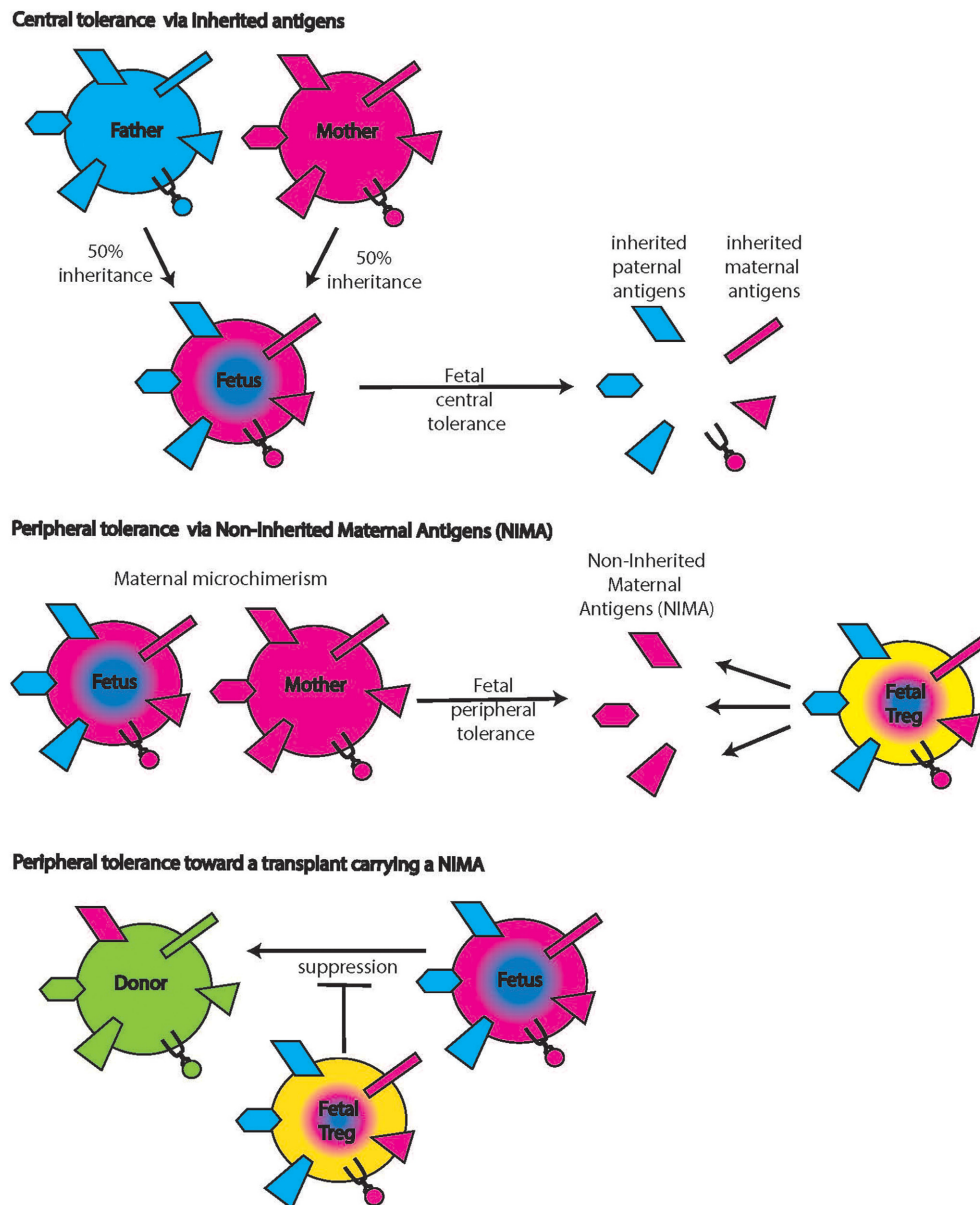 Central tolerance via Inherited antigens
Father
Mother
50%
inheritance
50%
inheritance
inherited
paternal
antigens
inherited
maternal
antigens
Fetus
Fetal
central
tolerance
Peripheral tolerance via Non-Inherited Maternal Antigens (NIMA)
Maternal microchimerism
Non-Inherited
Maternal
Antigens (NIMA)
Fetus
Mother
Fetal
peripheral
tolerance
Fetal
Treg
Peripheral tolerance toward a transplant carrying a NIMA
Donor
suppression
Fetus
Fetal
Treg